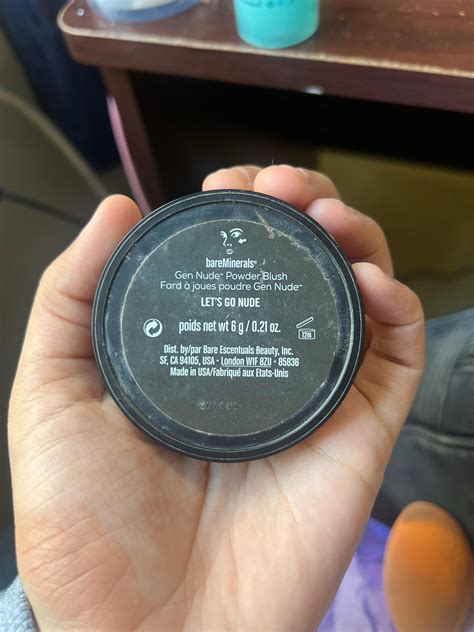 bareMinerals®
Gen Nude™ Powder Blush
Fard à joues poudre Gen Nude™
LET'S GO NUDE
poids net wt 6 g / 0.21 oz.
12M
Dist. by/par Bare Escentuals Beauty, Inc.
SF, CA 94105, USA • London W1F 8ZU • 85836
Made in USA/Fabriqué aux Etats-Unis